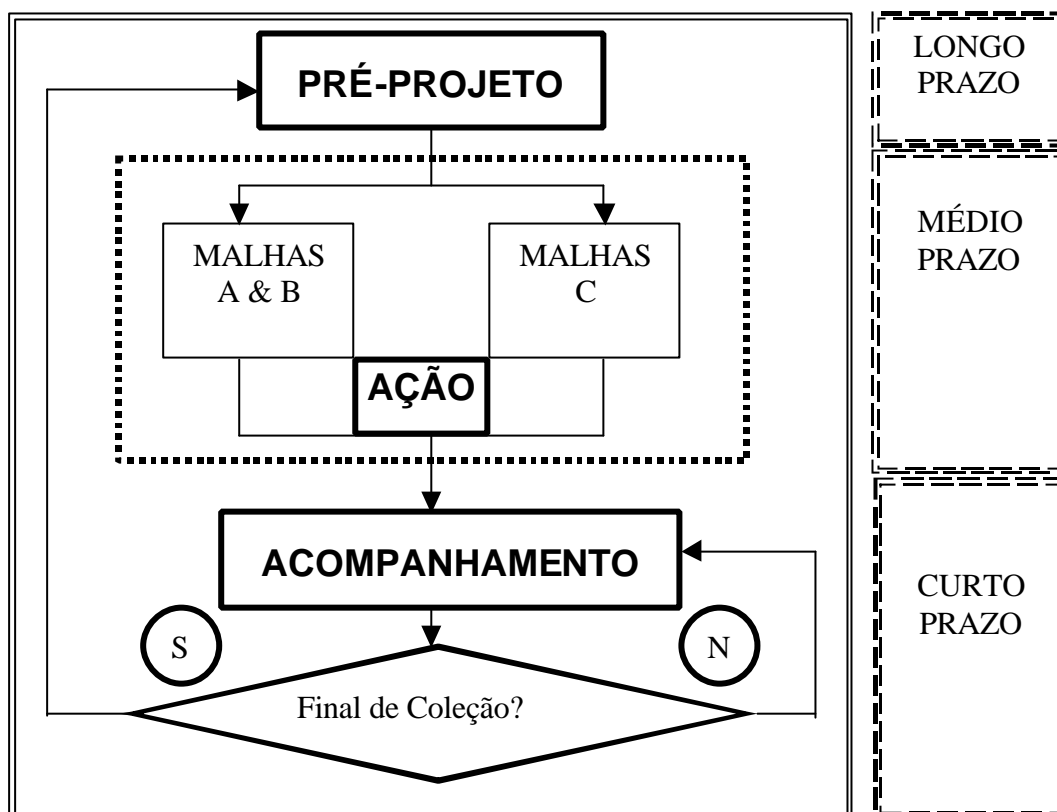 PRÉ-PROJETO
LONGO
PRAZO
MALHAS
A & B
MALHAS
C
MÉDIO
PRAZO
AÇÃO
ACOMPANHAMENTO
CURTO
PRAZO
S
N
Final de Coleção?